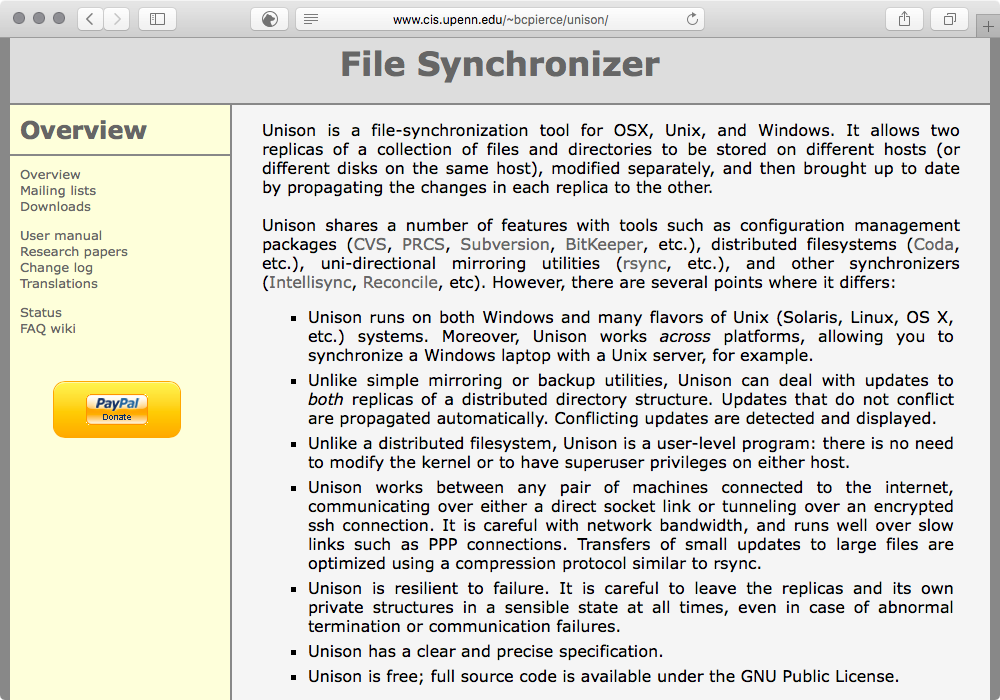 www.cis.upenn.edu/~bcpierce/unison/
File Synchronizer
Overview
Overview
Mailing lists
Downloads
User manual
Research papers
Change log
Translations
Status
FAQ wiki
PayPal
Donate
Unison is a file-synchronization tool for OSX, Unix, and Windows. It allows two
replicas of a collection of files and directories to be stored on different hosts (or
different disks on the same host), modified separately, and then brought up to date
by propagating the changes in each replica to the other.
Unison shares a number of features with tools such as configuration management
packages (CVS, PRCS, Subversion, BitKeeper, etc.), distributed filesystems (Coda,
etc.), uni-directional mirroring utilities (rsync, etc.), and other synchronizers
(Intellisync, Reconcile, etc). However, there are several points where it differs:
Unison runs on both Windows and many flavors of Unix (Solaris, Linux, OS X,
etc.) systems. Moreover, Unison works across platforms, allowing you to
synchronize a Windows laptop with a Unix server, for example.
Unlike simple mirroring or backup utilities, Unison can deal with updates to
both replicas of a distributed directory structure. Updates that do not conflict
are propagated automatically. Conflicting updates are detected and displayed.
Unlike a distributed filesystem, Unison is a user-level program: there is no need
to modify the kernel or to have superuser privileges on either host.
Unison works between any pair of machines connected to the internet,
communicating over either a direct socket link or tunneling over an encrypted
ssh connection. It is careful with network bandwidth, and runs well over slow
links such as PPP connections. Transfers of small updates to large files are
optimized using a compression protocol similar to rsync.
Unison is resilient to failure. It is careful to leave the replicas and its own
private structures in a sensible state at all times, even in case of abnormal
termination or communication failures.
Unison has a clear and precise specification.
Unison is free; full source code is available under the GNU Public License.